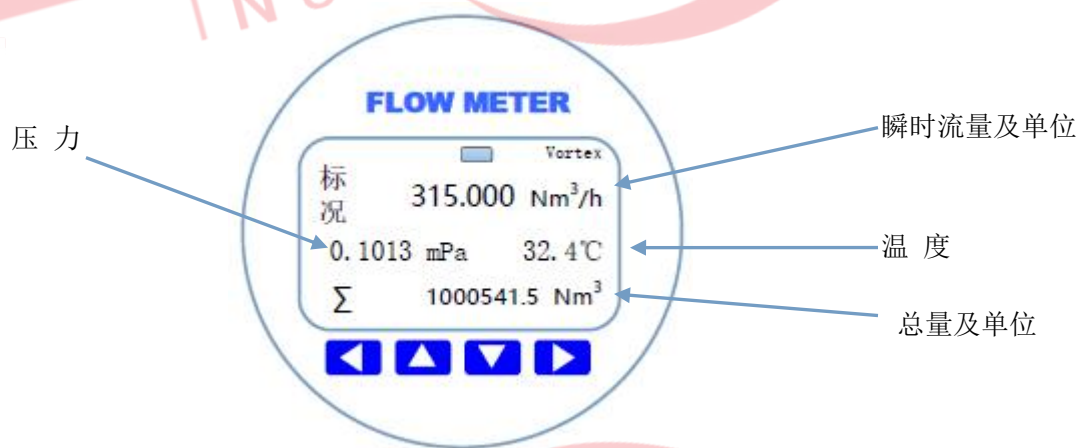 INS
FLOW METER
压 力
瞬时流量及单位
Vortex
标况
315.000 Nm³/h
0.1013 mPa 32.4℃
温 度
∑ 1000541.5 Nm³
总量及单位